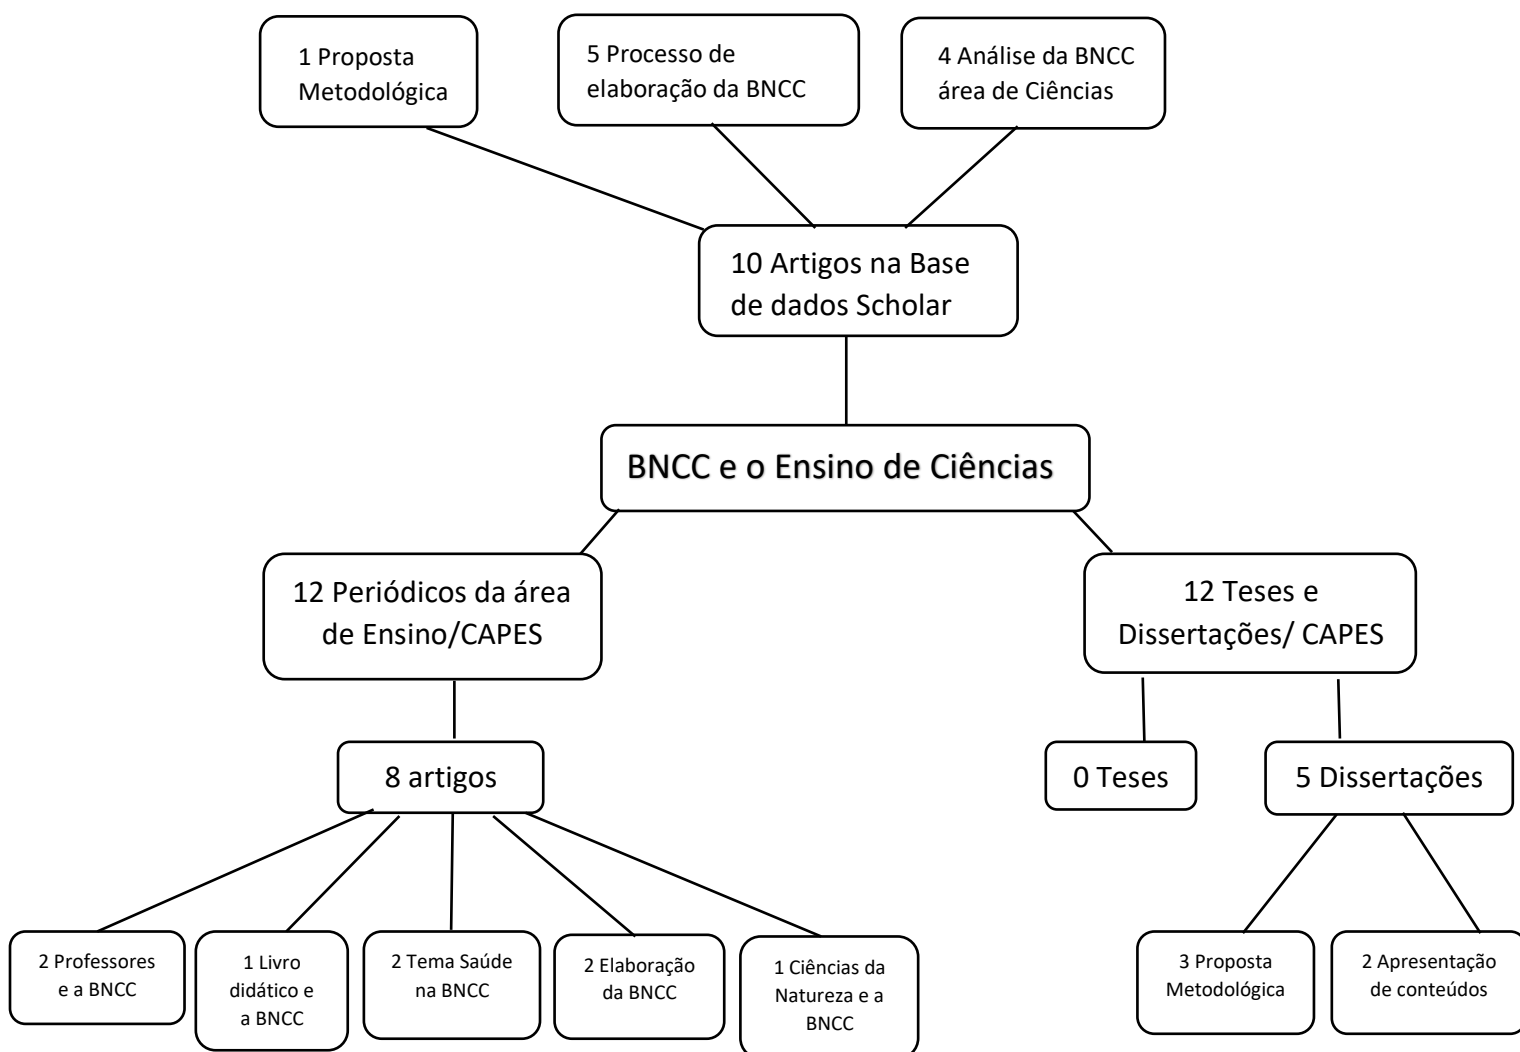 1 Proposta
Metodológica
5 Processo de
elaboração da BNCC
4 Análise da BNCC
área de Ciências
10 Artigos na Base
de dados Scholar
BNCC e o Ensino de Ciências
12 Periódicos da área
de Ensino/CAPES
12 Teses e
Dissertações/ CAPES
8 artigos
0 Teses
5 Dissertações
2 Professores
e a BNCC
1 Livro
didático e
a BNCC
2 Tema Saúde
na BNCC
2 Elaboração
da BNCC
1 Ciências da
Natureza e a
BNCC
3 Proposta
Metodológica
2 Apresentação
de conteúdos